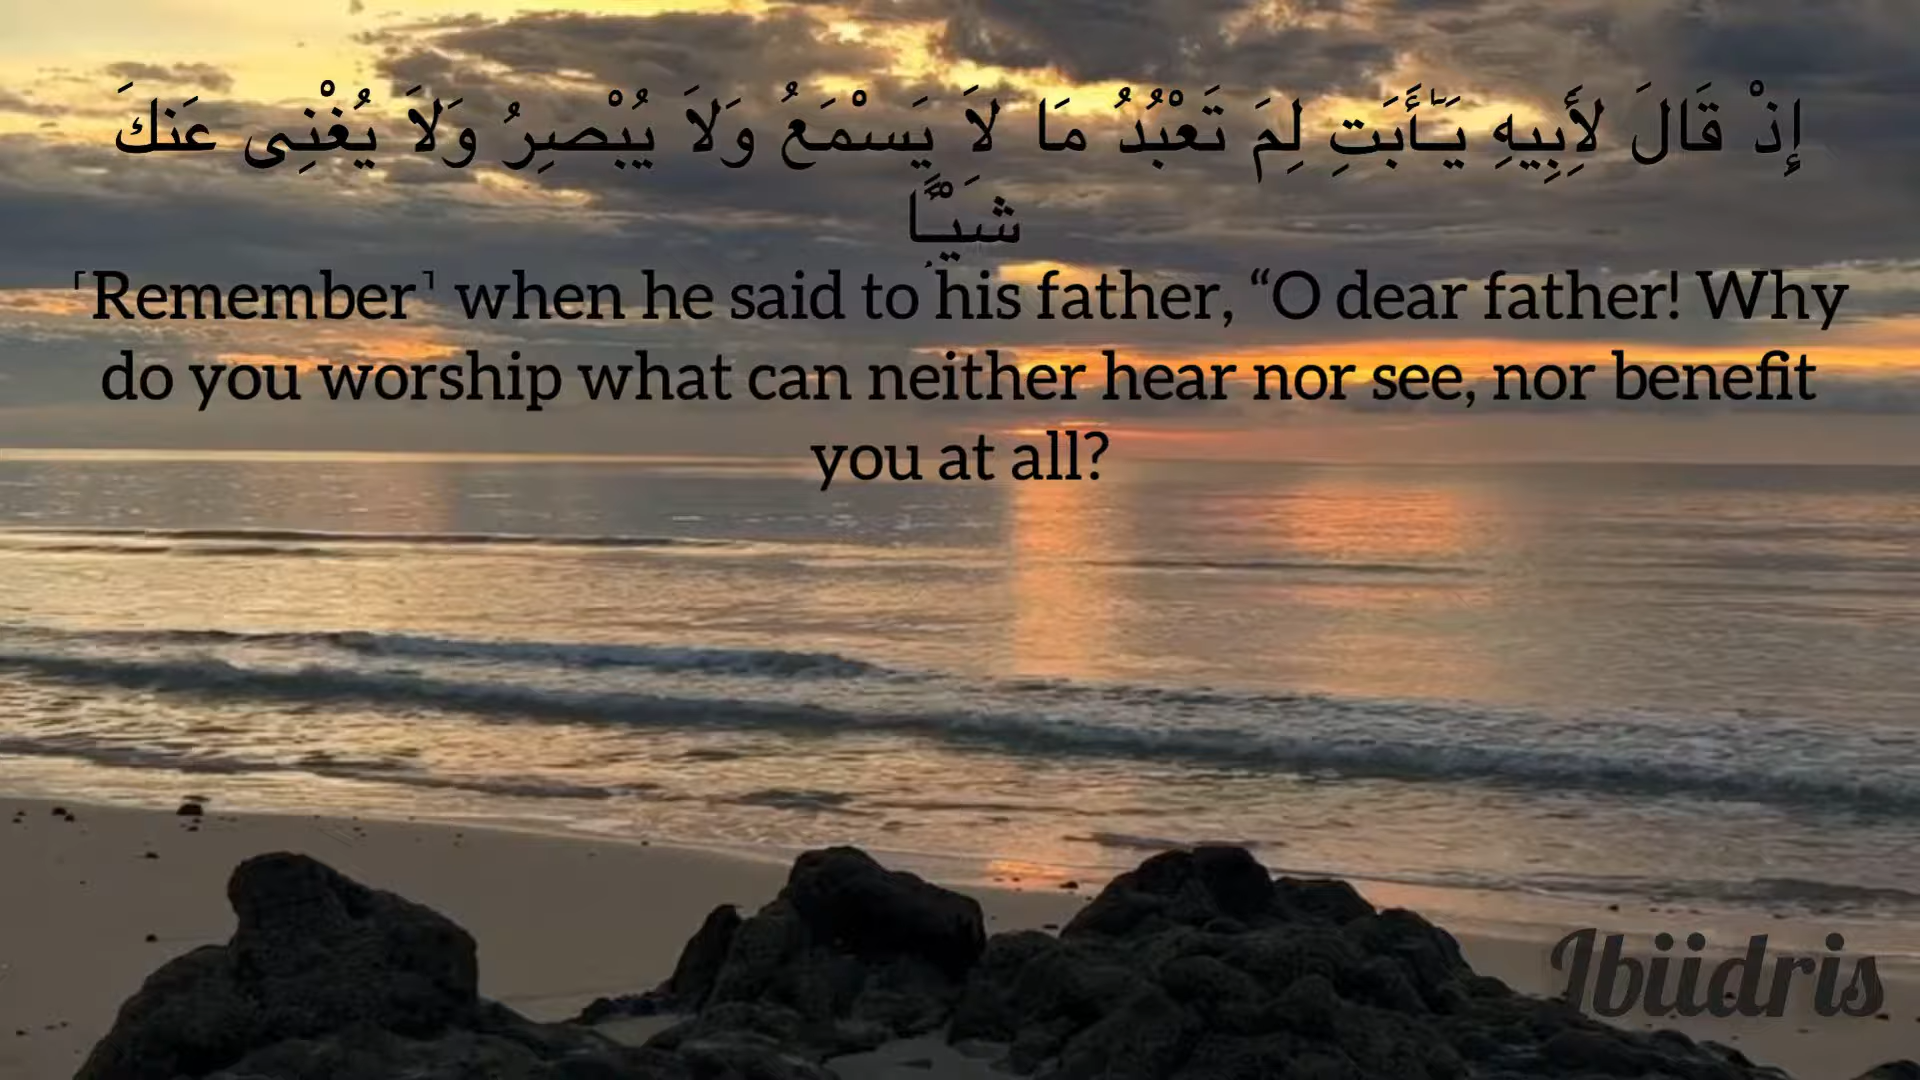 إِذْ قَالَ لِأَبِيهِ يَـٰٓأَبَتِ لِمَ تَعْبُدُ مَا لَا يَسْمَعُ وَلَا يُبْصِرُ وَلَا يُغْنِى عَنكَ
شَيْـًٔا
⸢Remember⸣ when he said to his father, “O dear father! Why
do you worship what can neither hear nor see, nor benefit
you at all?
Ibiidris